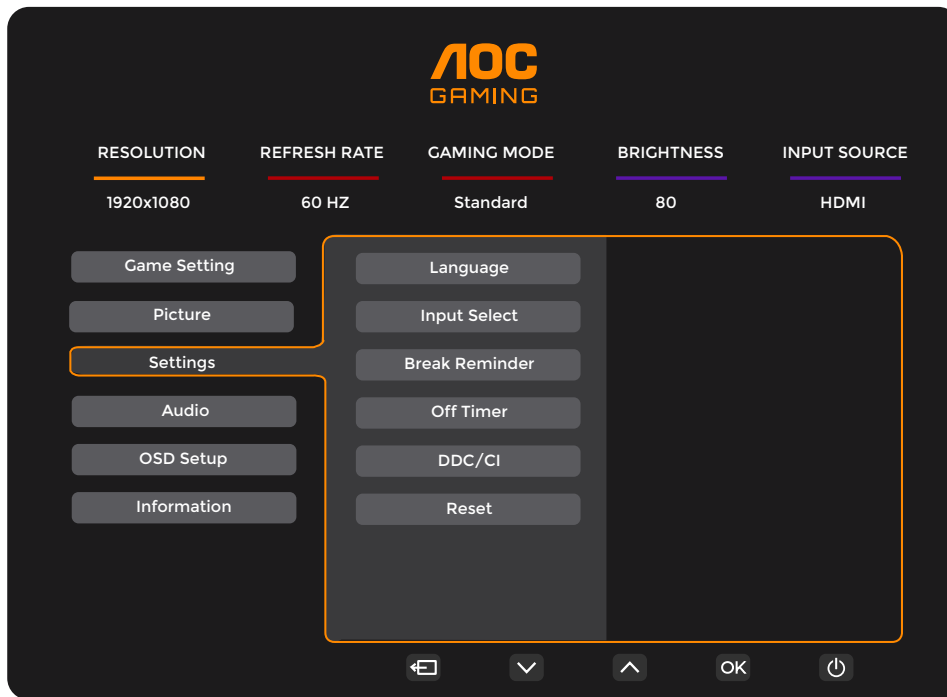 AOC
GAMING
RESOLUTION REFRESH RATE GAMING MODE BRIGHTNESS INPUT SOURCE
1920x1080 60 HZ Standard 80 HDMI
Game Setting
Picture
Settings
Audio
OSD Setup
Information
Language
Input Select
Break Reminder
Off Timer
DDC/CI
Reset
OK